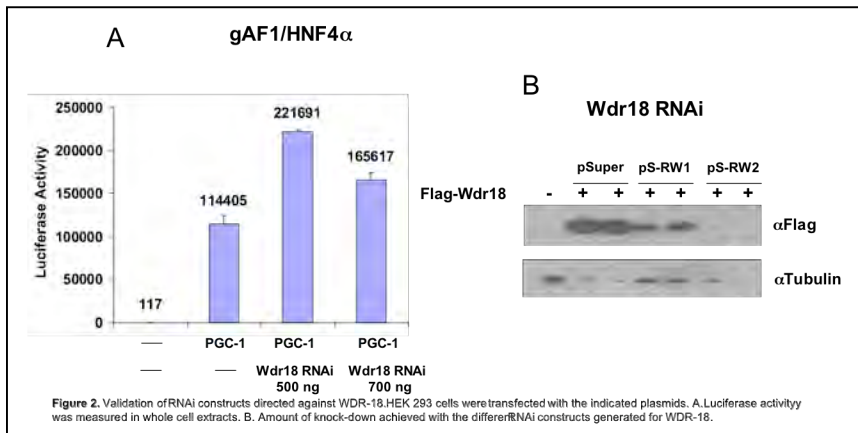 A
gAF1/HNF4α
250000
200000
150000
100000
50000
0
Luciferase Activity
117
114405
221691
165617
— PGC-1 PGC-1 PGC-1
— — Wdr18 RNAi Wdr18 RNAi
500 ng 700 ng
B
Wdr18 RNAi
pSuper pS-RW1 pS-RW2
Flag-Wdr18 - + + + + + +
αFlag
αTubulin
Figure 2. Validation of RNAi constructs directed against WDR-18.HEK 293 cells were transfected with the indicated plasmids. A.Luciferase activityy
was measured in whole cell extracts. B. Amount of knock-down achieved with the differenRNAi constructs generated for WDR-18.